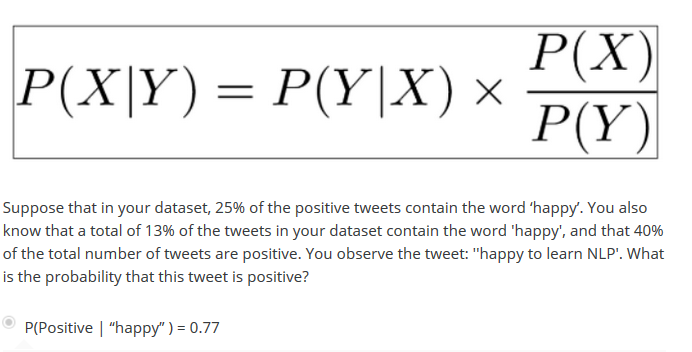 P(X|Y) = P(Y|X) × P(X)/P(Y)
Suppose that in your dataset, 25% of the positive tweets contain the word ‘happy’. You also
know that a total of 13% of the tweets in your dataset contain the word 'happy', and that 40%
of the total number of tweets are positive. You observe the tweet: ''happy to learn NLP'. What
is the probability that this tweet is positive?
P(Positive | “happy” ) = 0.77